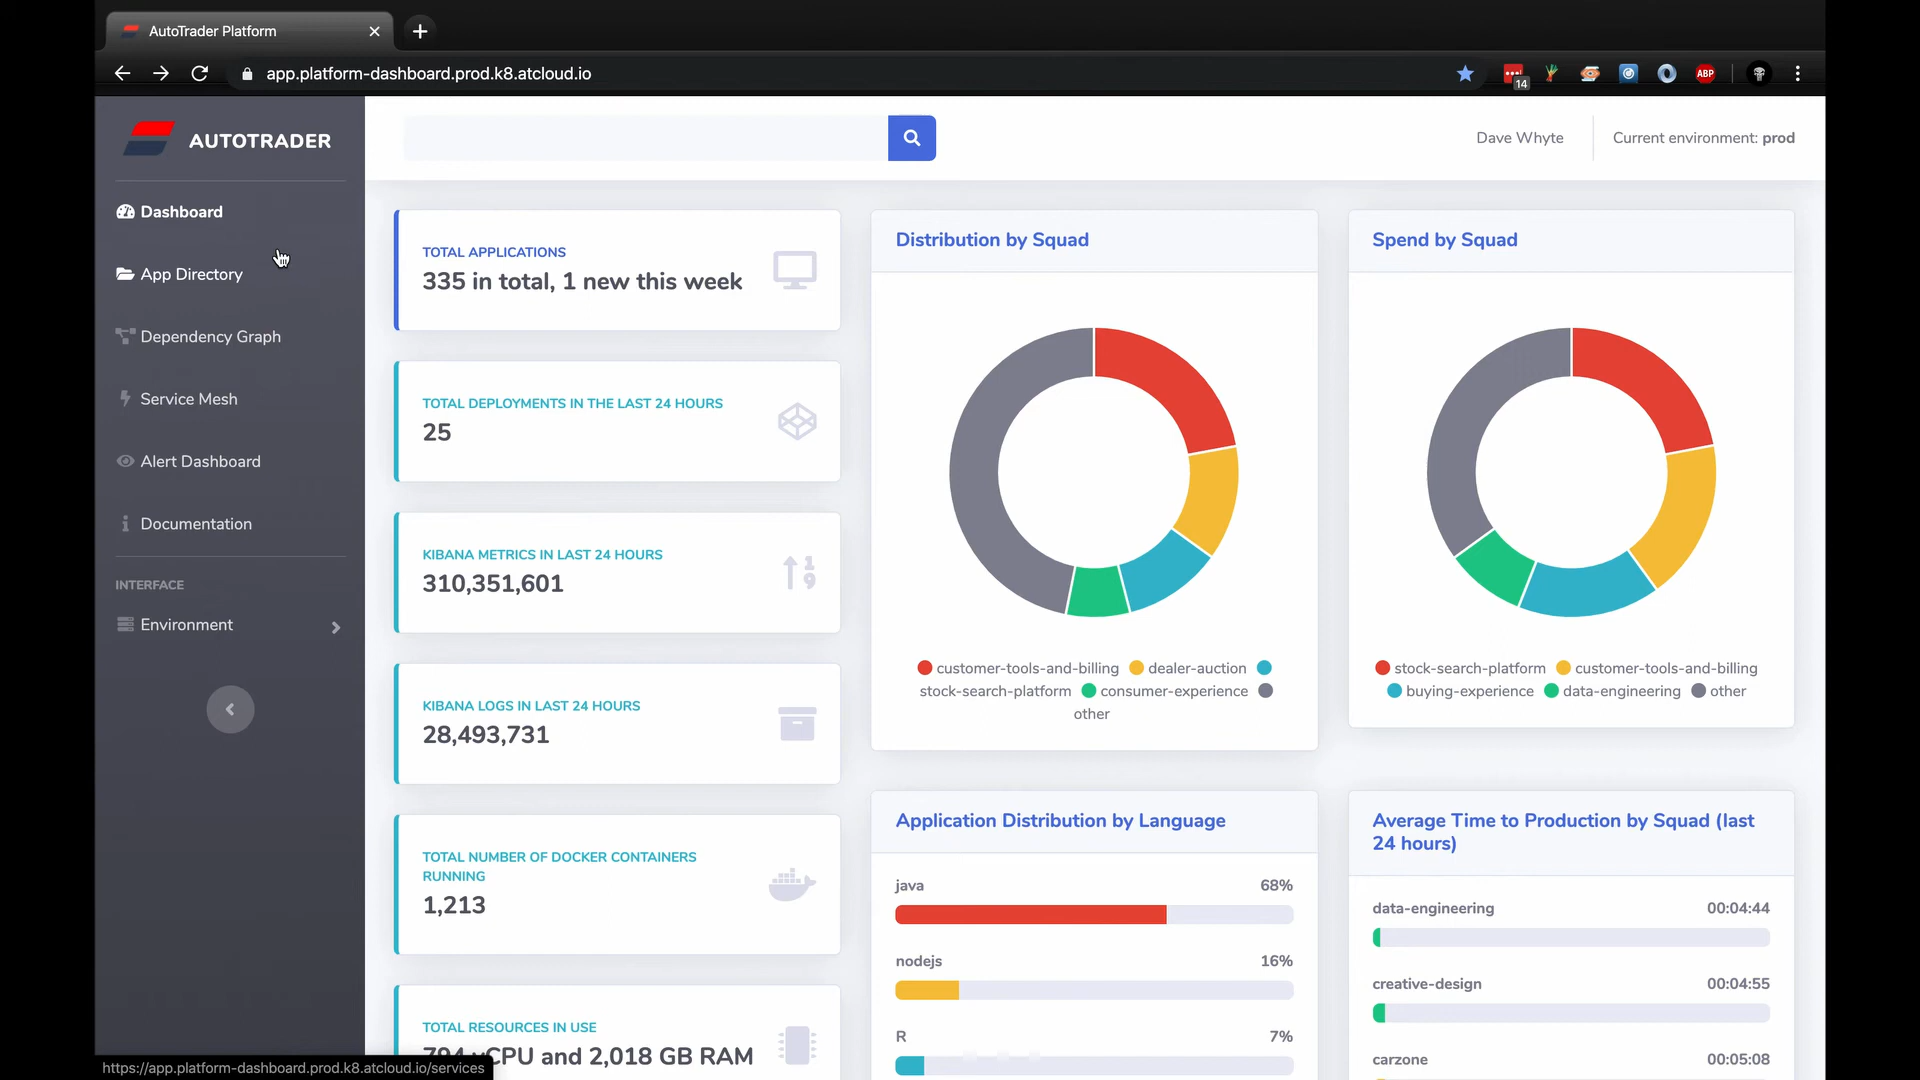 AutoTrader Platform
app.platform-dashboard.prod.k8.atcloud.io
14
ABP
AUTOTRADER
Dashboard
App Directory
Dependency Graph
Service Mesh
Alert Dashboard
Documentation
INTERFACE
Environment
Dave Whyte
Current environment: prod
TOTAL APPLICATIONS
335 in total, 1 new this week
TOTAL DEPLOYMENTS IN THE LAST 24 HOURS
25
KIBANA METRICS IN LAST 24 HOURS
310,351,601
1
9
KIBANA LOGS IN LAST 24 HOURS
28,493,731
TOTAL NUMBER OF DOCKER CONTAINERS
RUNNING
1,213
TOTAL RESOURCES IN USE
794 vCPU and 2,018 GB RAM
Distribution by Squad
customer-tools-and-billing dealer-auction
stock-search-platform consumer-experience
other
Spend by Squad
stock-search-platform customer-tools-and-billing
buying-experience data-engineering other
Application Distribution by Language
java 68%
nodejs 16%
R 7%
Average Time to Production by Squad (last
24 hours)
data-engineering 00:04:44
creative-design 00:04:55
carzone 00:05:08
https://app.platform-dashboard.prod.k8.atcloud.io/services